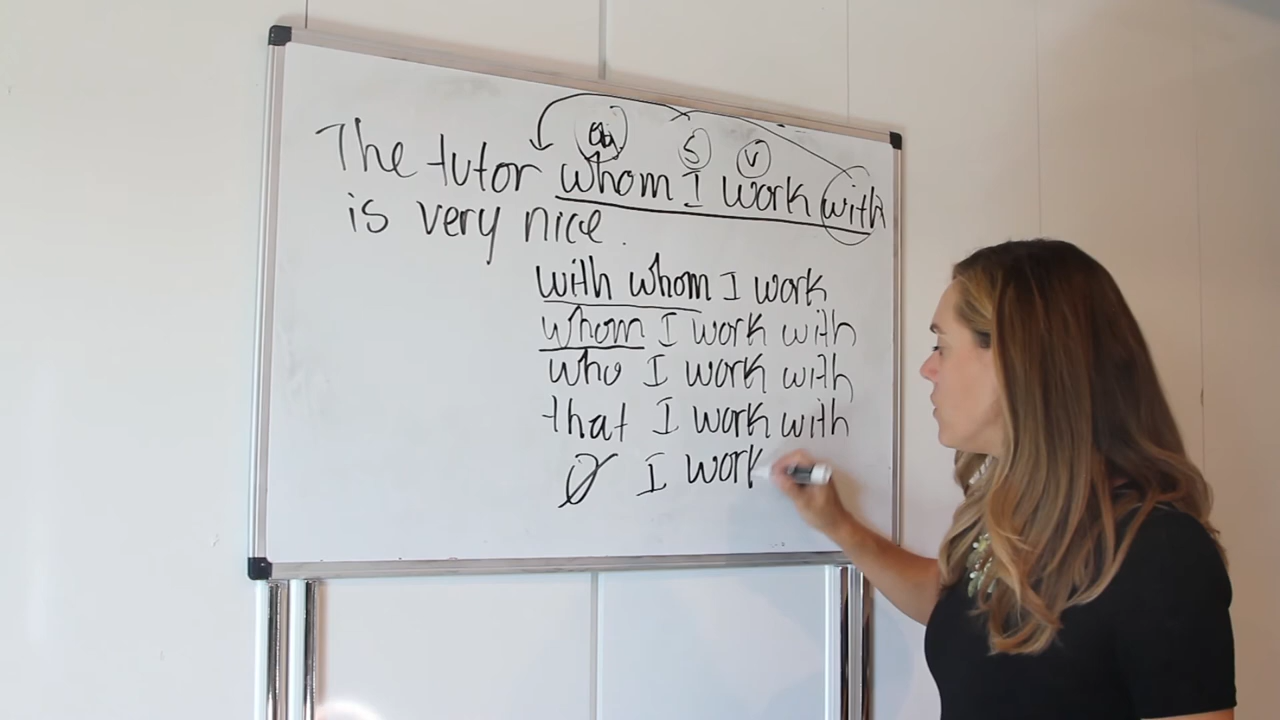 obj S V
The tutor whom I work with
is very nice.
with whom I work
whom I work with
who I work with
that I work with
Ø I work